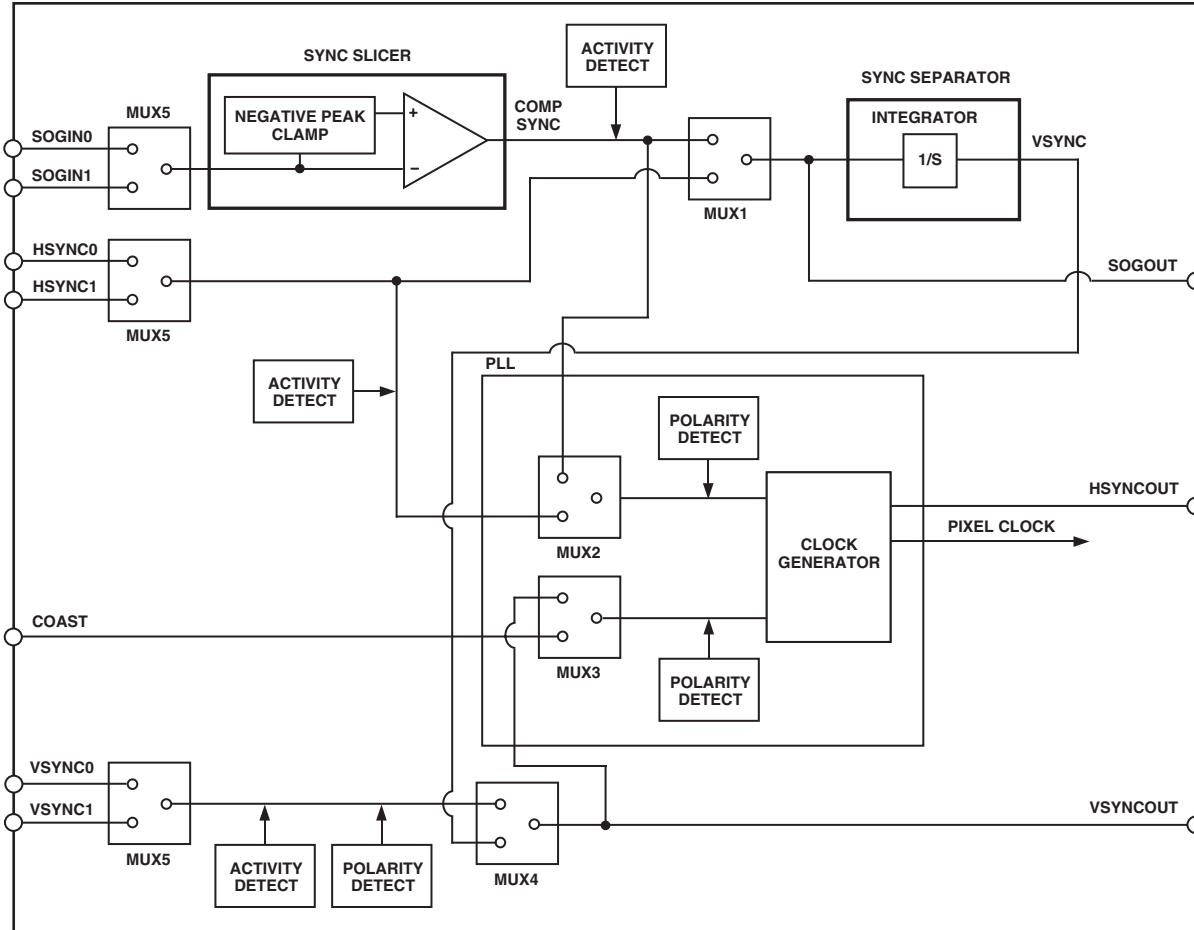 SYNC SLICER
ACTIVITY
DETECT
SYNC SEPARATOR
MUX5
NEGATIVE PEAK
CLAMP
+
−
COMP
SYNC
INTEGRATOR
1/S
VSYNC
SOGIN0
SOGIN1
MUX1
HSYNC0
HSYNC1
MUX5
SOGOUT
PLL
ACTIVITY
DETECT
POLARITY
DETECT
MUX2
CLOCK
GENERATOR
HSYNCOUT
PIXEL CLOCK
COAST
MUX3
POLARITY
DETECT
VSYNC0
VSYNC1
MUX5
ACTIVITY
DETECT
POLARITY
DETECT
MUX4
VSYNCOUT